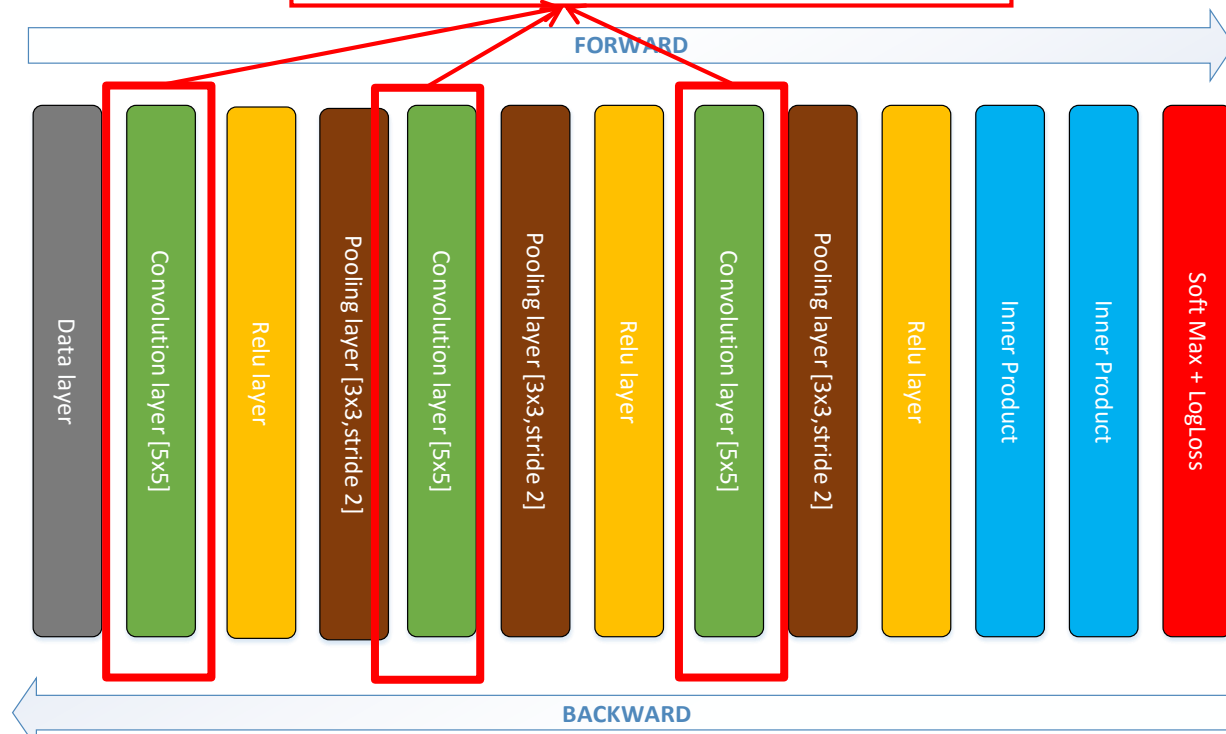 FORWARD
Data layer
Convolution layer [5x5]
Relu layer
Pooling layer [3x3,stride 2]
Convolution layer [5x5]
Pooling layer [3x3,stride 2]
Relu layer
Convolution layer [5x5]
Pooling layer [3x3,stride 2]
Relu layer
Inner Product
Inner Product
Soft Max + LogLoss
BACKWARD